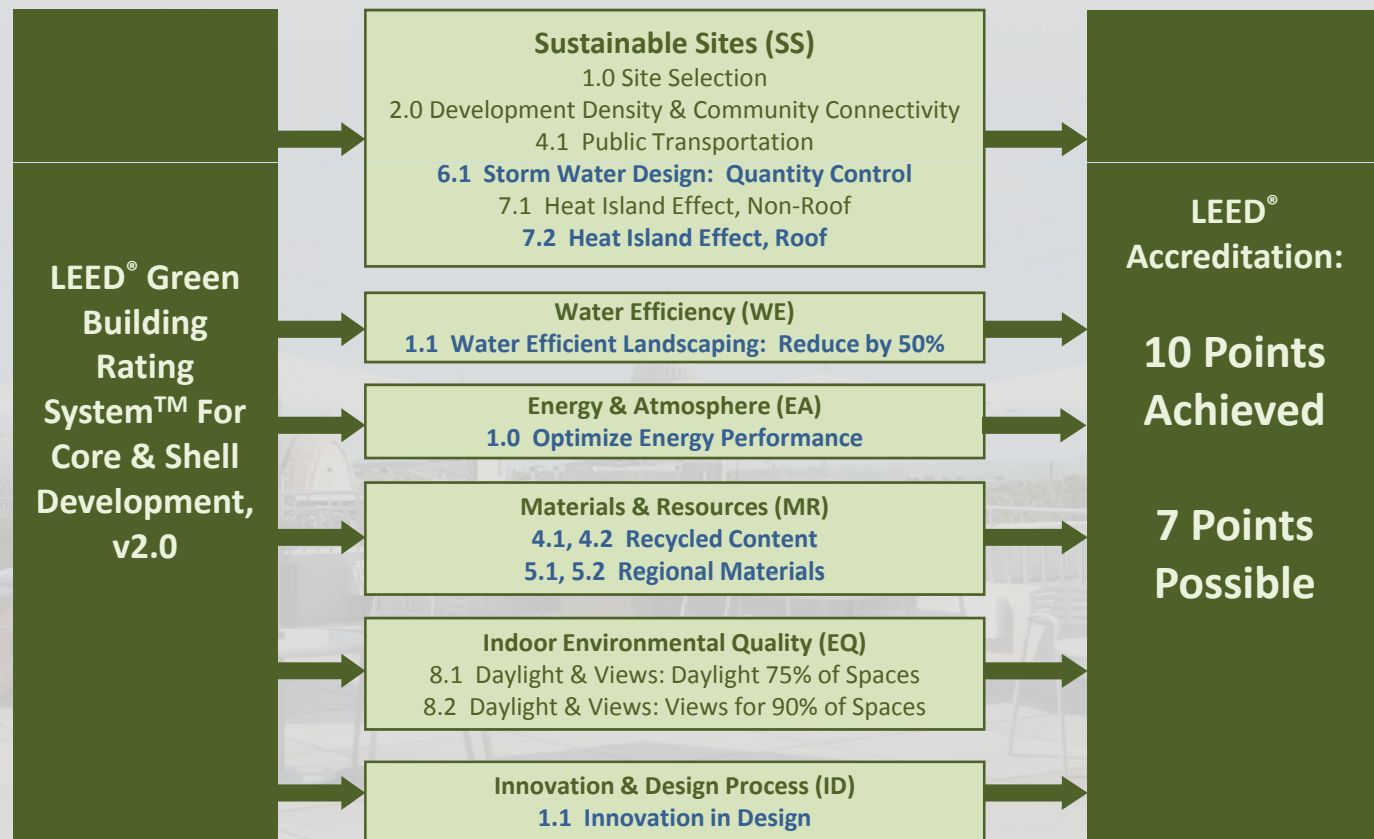 LEED® Green
Building
Rating
System™ For
Core & Shell
Development,
v2.0
Sustainable Sites (SS)
1.0 Site Selection
2.0 Development Density & Community Connectivity
4.1 Public Transportation
6.1 Storm Water Design: Quantity Control
7.1 Heat Island Effect, Non-Roof
7.2 Heat Island Effect, Roof
Water Efficiency (WE)
1.1 Water Efficient Landscaping: Reduce by 50%
Energy & Atmosphere (EA)
1.0 Optimize Energy Performance
Materials & Resources (MR)
4.1, 4.2 Recycled Content
5.1, 5.2 Regional Materials
Indoor Environmental Quality (EQ)
8.1 Daylight & Views: Daylight 75% of Spaces
8.2 Daylight & Views: Views for 90% of Spaces
Innovation & Design Process (ID)
1.1 Innovation in Design
LEED®
Accreditation:
10 Points
Achieved
7 Points
Possible